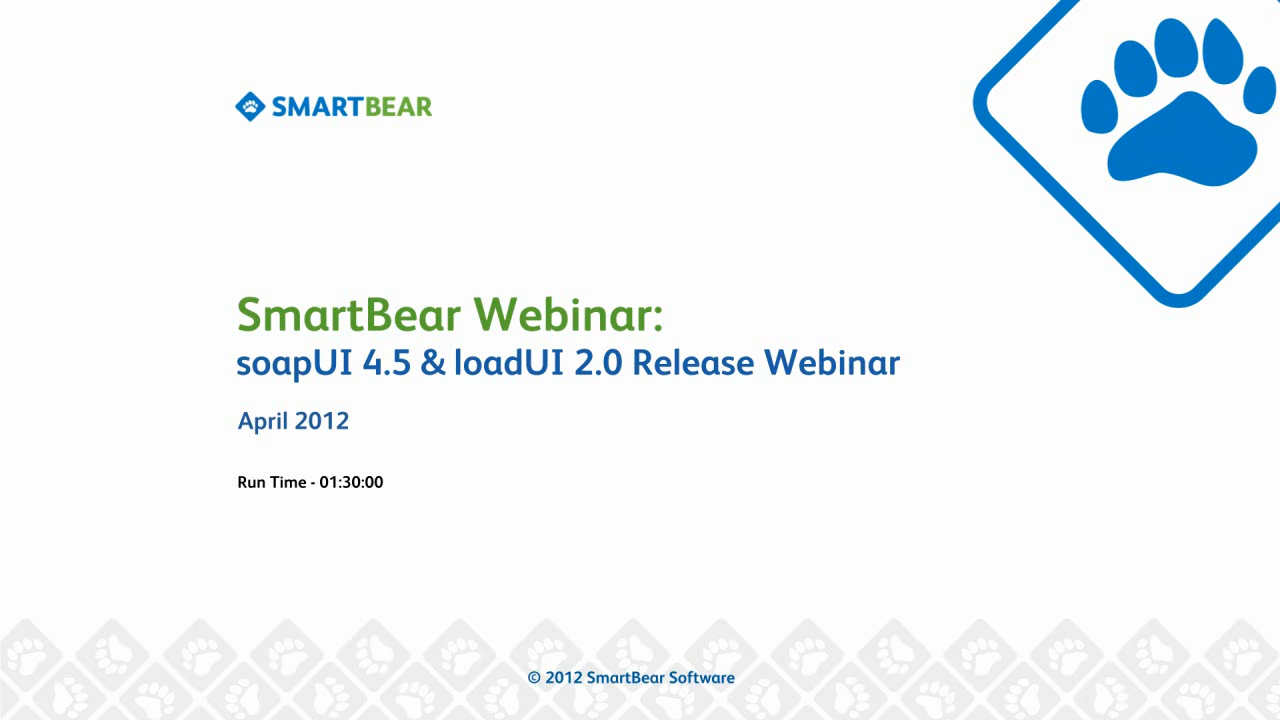 SMARTBEAR
SmartBear Webinar:
soapUI 4.5 & loadUI 2.0 Release Webinar
April 2012
Run Time - 01:30:00
© 2012 SmartBear Software